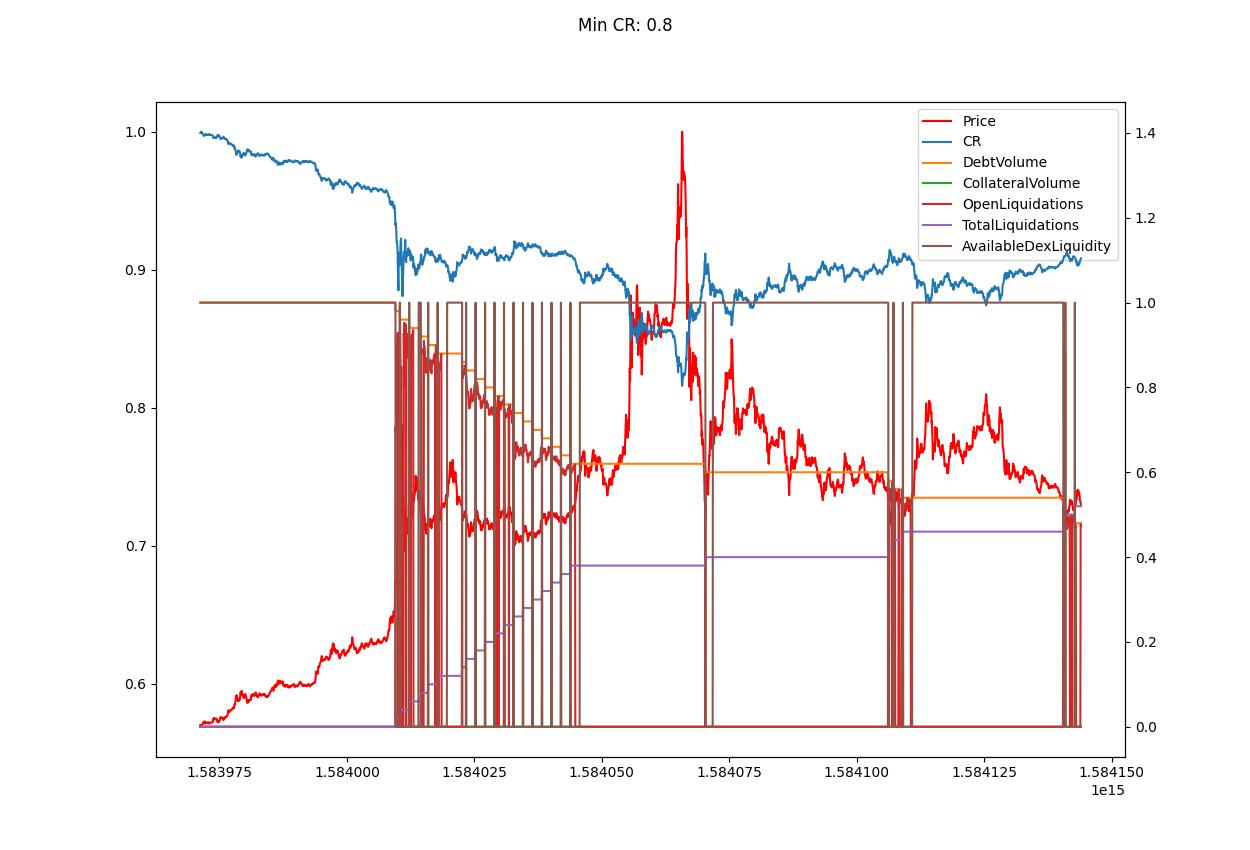 Min CR: 0.8
1.0
0.9
0.8
0.7
0.6
1.4
1.2
1.0
0.8
0.6
0.4
0.2
0.0
Price
CR
DebtVolume
CollateralVolume
OpenLiquidations
TotalLiquidations
AvailableDexLiquidity
1.583975 1.584000 1.584025 1.584050 1.584075 1.584100 1.584125 1.584150
1e15